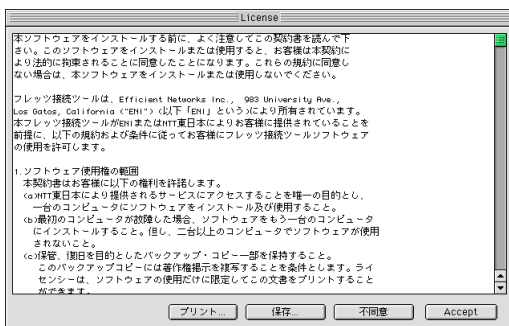 License
本ソフトウェアをインストールする前に、よく注意してこの契約書を読んで下
さい。このソフトウェアをインストールまたは使用すると、お客様は本契約に
より法的に拘束されることに同意したことになります。これらの規約に同意し
ない場合は、本ソフトウェアをインストールまたは使用しないでください。
フレッツ接続ツールは、Efficient Networks Inc., 983 University Ave.,
Los Gatos, California ("ENI") (以下「ENI」という)により所有されています。
本フレッツ接続ツールがENIまたはNTT東日本によりお客様に提供されていることを
前提に、以下の規約および条件に従ってお客様にフレッツ接続ツールソフトウェア
の使用を許可します。
1.ソフトウェア使用権の範囲
本契約書はお客様に以下の権利を許諾します。
(a)NTT東日本により提供されるサービスにアクセスすることを唯一の目的とし、
一台のコンピュータにソフトウェアをインストール及び使用すること。
(b)最初のコンピュータが故障した場合、ソフトウェアをもう一台のコンピュータ
にインストールすること。但し、二台以上のコンピュータでソフトウェアが使用
されないこと。
(c)保管、復旧を目的としたバックアップ・コピー一部を保持すること。
このバックアップコピーには著作権掲示を複写することを条件とします。ライ
センシーは、ソフトウェアの使用だけに限定してこの文書をプリントすること
ができます。
プリント... 保存... 不同意 Accept